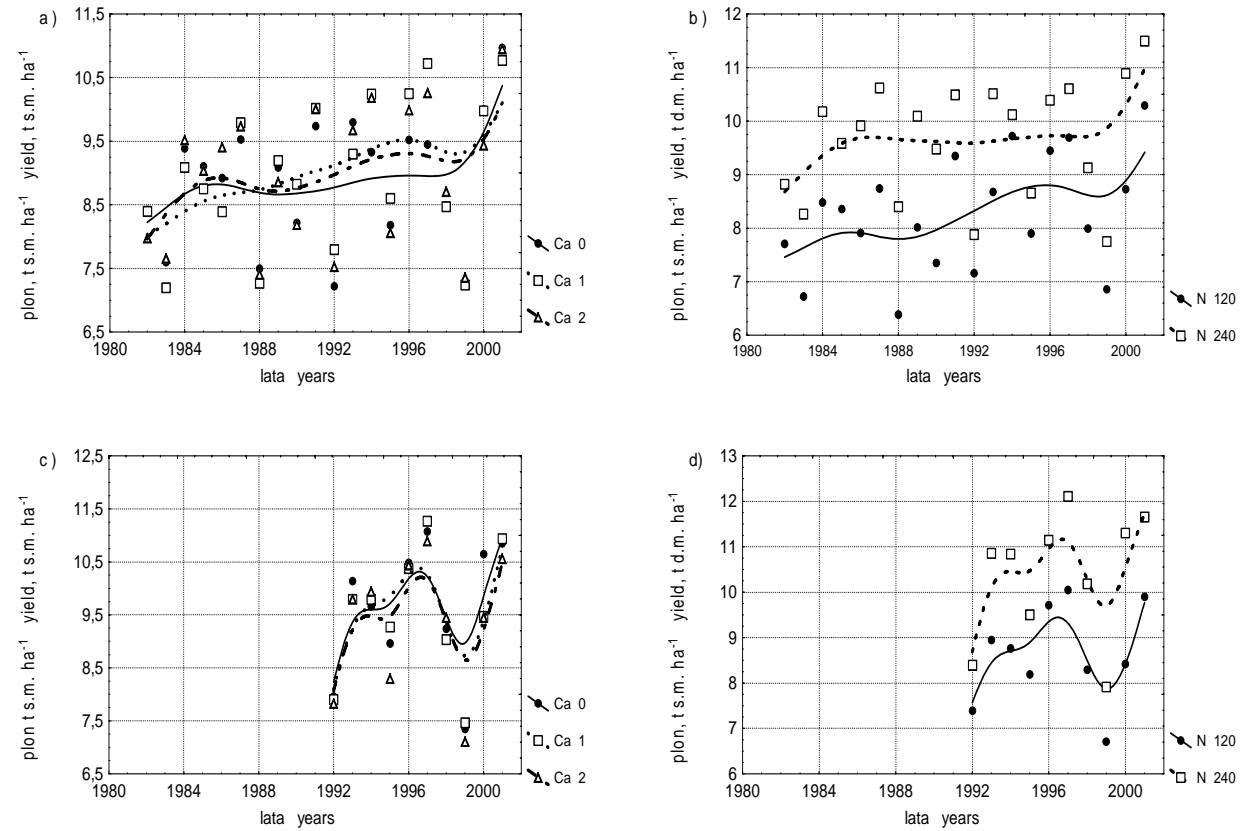 a)
11,5
10,5
9,5
8,5
7,5
6,5
plon, t s.m. ha-1 yield, t s.m. ha-1
1980 1984 1988 1992 1996 2000
lata years
Ca 0
Ca 1
Ca 2
b)
12
11
10
9
8
7
6
plon, t s.m. ha-1 yield, t d.m. ha-1
1980 1984 1988 1992 1996 2000
lata years
N 120
N 240
c)
12,5
11,5
10,5
9,5
8,5
7,5
6,5
plon t s.m. ha-1 yield, t s.m. ha-1
1980 1984 1988 1992 1996 2000
lata years
Ca 0
Ca 1
Ca 2
d)
13
12
11
10
9
8
7
6
plon, t s.m. ha-1 yield, t d.m. ha-1
1980 1984 1988 1992 1996 2000
lata years
N 120
N 240